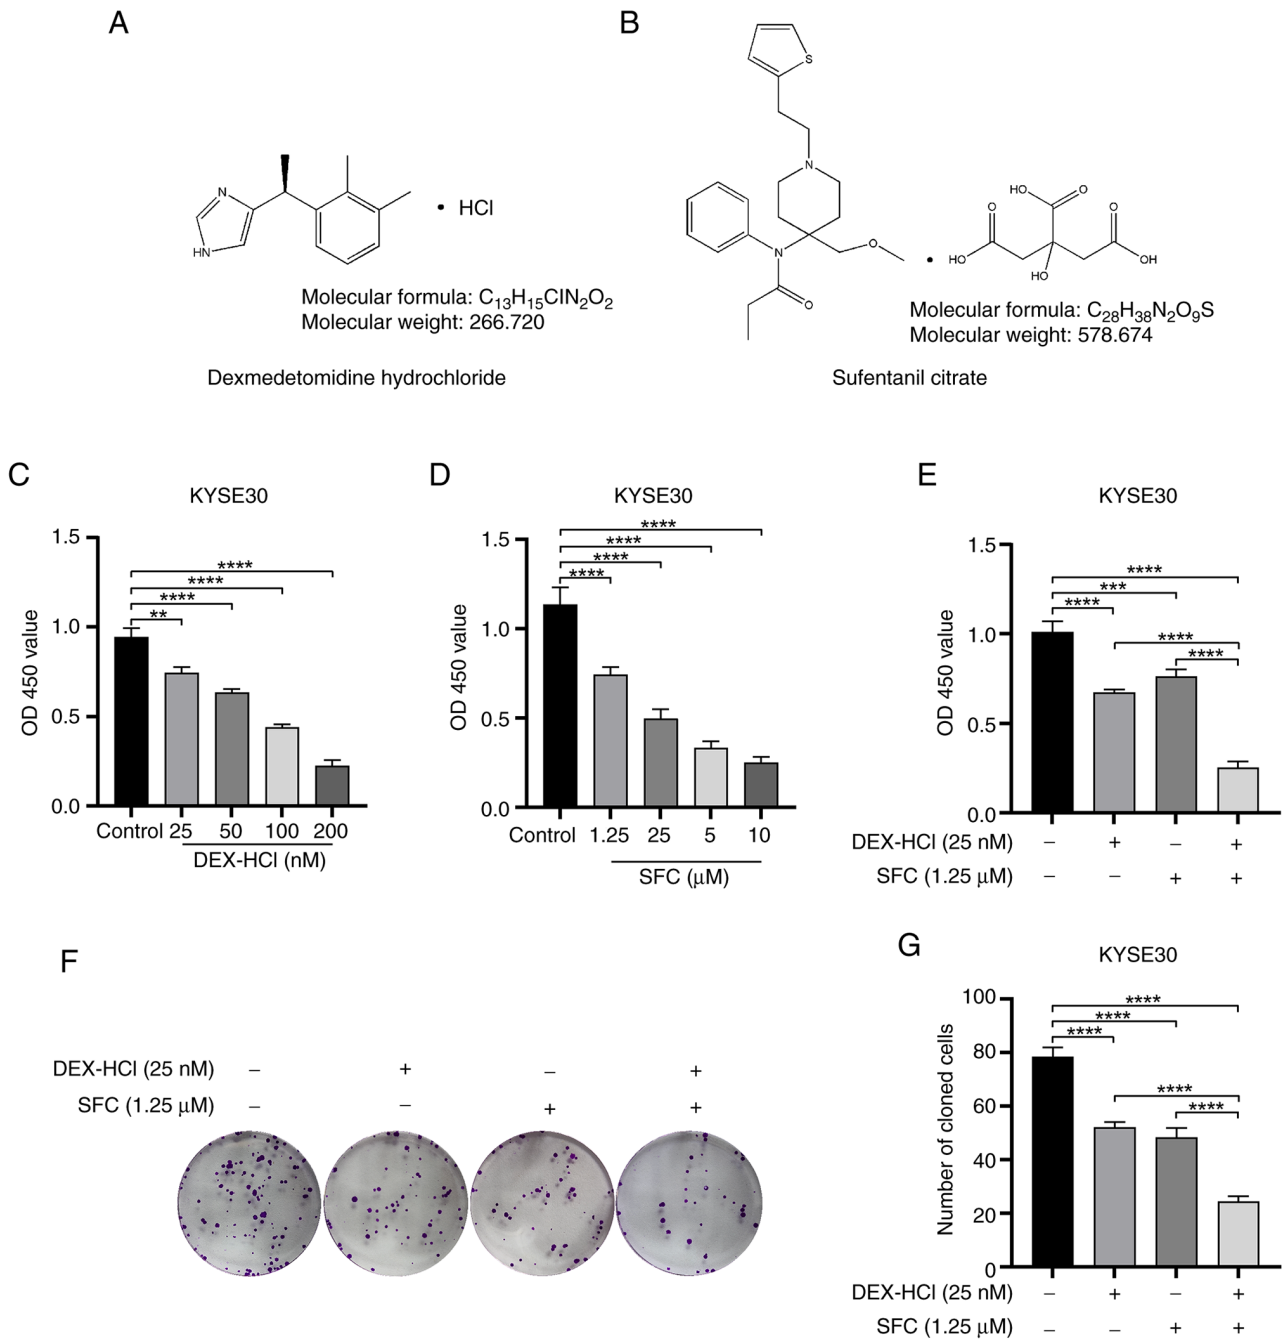 A
N
HN
• HCl
Molecular formula: C13H15ClN2O2
Molecular weight: 266.720
Dexmedetomidine hydrochloride
B
S
N
N
O
O
HO
O
O
O
HO
OH
HO
•
Molecular formula: C28H38N2O9S
Molecular weight: 578.674
Sufentanil citrate
C
KYSE30
OD 450 value
1.5
1.0
0.5
0.0
****
****
****
**
Control 25 50 100 200
DEX-HCl (nM)
D
KYSE30
OD 450 value
1.5
1.0
0.5
0.0
****
****
****
****
Control 1.25 25 5 10
SFC (μM)
E
KYSE30
OD 450 value
1.5
1.0
0.5
0.0
****
***
****
****
****
DEX-HCl (25 nM) – + – +
SFC (1.25 μM) – – + +
F
DEX-HCl (25 nM) – + – +
SFC (1.25 μM) – – + +
G
KYSE30
Number of cloned cells
100
80
60
40
20
0
****
****
****
****
****
DEX-HCl (25 nM) – + – +
SFC (1.25 μM) – – + +